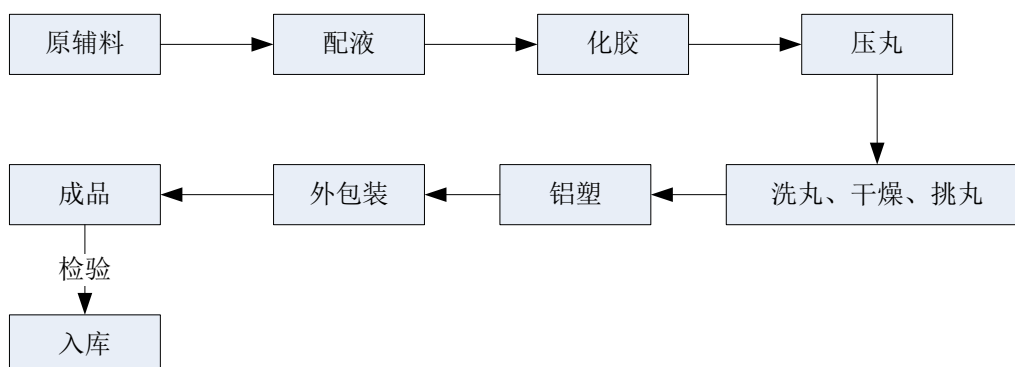 原辅料
配液
化胶
压丸
洗丸、干燥、挑丸
铝塑
外包装
成品
检验
入库